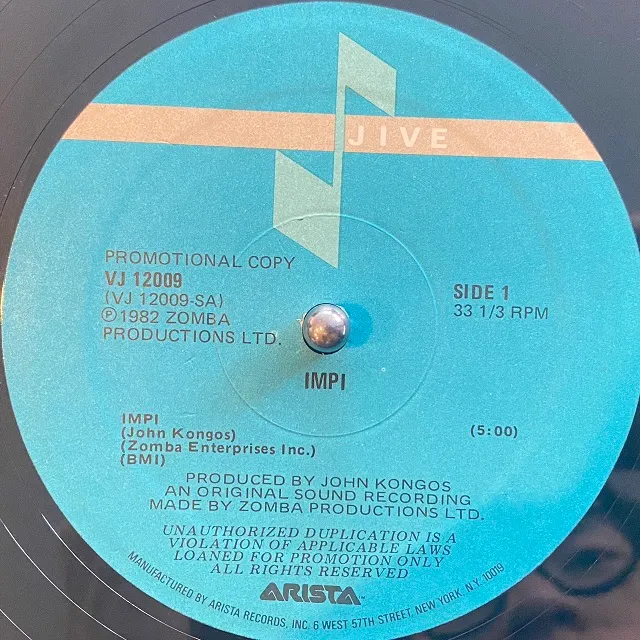 JIVE
PROMOTIONAL COPY
VJ 12009
(VJ 12009-SA)
Ⓟ1982 ZOMBA
PRODUCTIONS LTD.
SIDE 1
33 1/3 RPM
IMPI
IMPI
(John Kongos)
(Zomba Enterprises Inc.)
(BMI)
(5:00)
PRODUCED BY JOHN KONGOS
AN ORIGINAL SOUND RECORDING
MADE BY ZOMBA PRODUCTIONS LTD.
UNAUTHORIZED DUPLICATION IS A
VIOLATION OF APPLICABLE LAWS
LOANED FOR PROMOTION ONLY
ALL RIGHTS RESERVED
ARISTA™
MANUFACTURED BY ARISTA RECORDS, INC. 6 WEST 57TH STREET, NEW YORK, N.Y. 10019